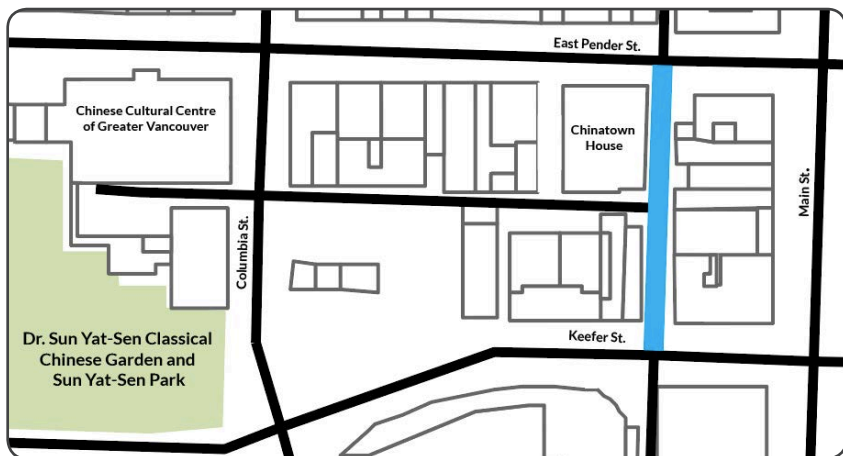 East Pender St.
Chinese Cultural Centre
of Greater Vancouver
Chinatown
House
Main St.
Columbia St.
Keefer St.
Dr. Sun Yat-Sen Classical
Chinese Garden and
Sun Yat-Sen Park